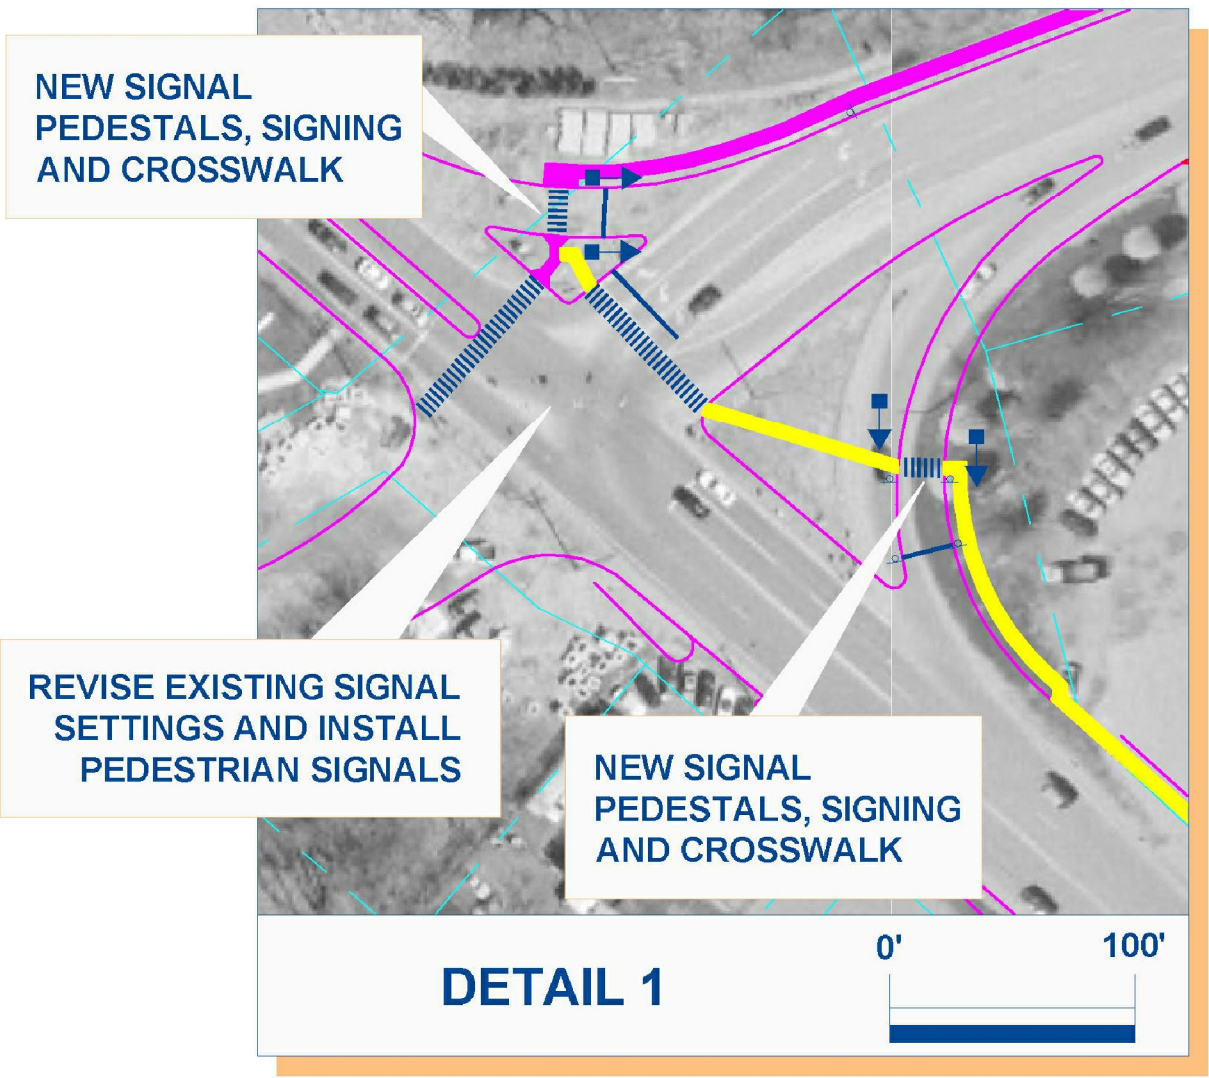 NEW SIGNAL
PEDESTALS, SIGNING
AND CROSSWALK
REVISE EXISTING SIGNAL
SETTINGS AND INSTALL
PEDESTRIAN SIGNALS
NEW SIGNAL
PEDESTALS, SIGNING
AND CROSSWALK
DETAIL 1
0'
100'